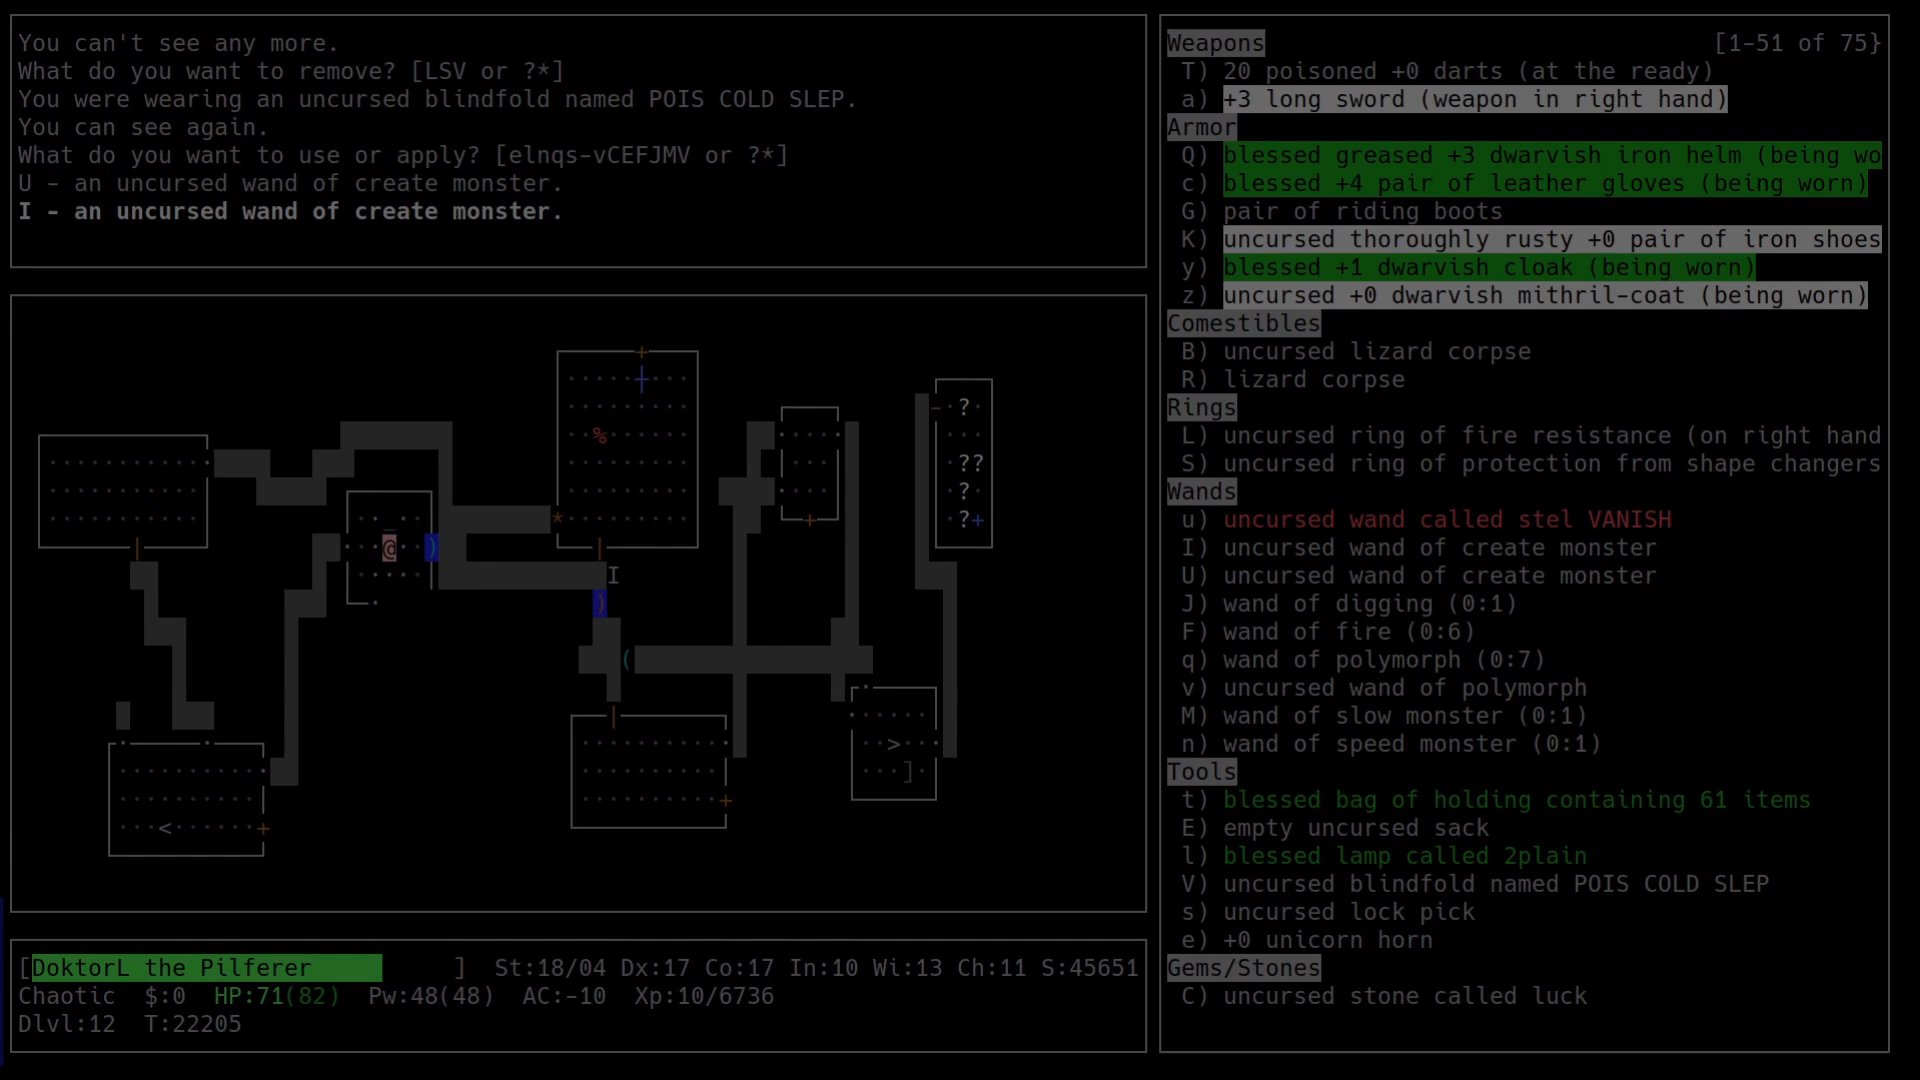 You can't see any more.
What do you want to remove? [LSV or ?*]
You were wearing an uncursed blindfold named POIS COLD SLEP.
You can see again.
What do you want to use or apply? [elnqs-vCEFJMV or ?*]
U - an uncursed wand of create monster.
I - an uncursed wand of create monster.
[DoktorL the Pilferer ] St:18/04 Dx:17 Co:17 In:10 Wi:13 Ch:11 S:45651
Chaotic $:0 HP:71(82) Pw:48(48) AC:-10 Xp:10/6736
Dlvl:12 T:22205
Weapons [1-51 of 75}
T) 20 poisoned +0 darts (at the ready)
a) +3 long sword (weapon in right hand)
Armor
Q) blessed greased +3 dwarvish iron helm (being wo
c) blessed +4 pair of leather gloves (being worn)
G) pair of riding boots
K) uncursed thoroughly rusty +0 pair of iron shoes
y) blessed +1 dwarvish cloak (being worn)
z) uncursed +0 dwarvish mithril-coat (being worn)
Comestibles
B) uncursed lizard corpse
R) lizard corpse
Rings
L) uncursed ring of fire resistance (on right hand
S) uncursed ring of protection from shape changers
Wands
u) uncursed wand called stel VANISH
I) uncursed wand of create monster
U) uncursed wand of create monster
J) wand of digging (0:1)
F) wand of fire (0:6)
q) wand of polymorph (0:7)
v) uncursed wand of polymorph
M) wand of slow monster (0:1)
n) wand of speed monster (0:1)
Tools
t) blessed bag of holding containing 61 items
E) empty uncursed sack
l) blessed lamp called 2plain
V) uncursed blindfold named POIS COLD SLEP
s) uncursed lock pick
e) +0 unicorn horn
Gems/Stones
C) uncursed stone called luck